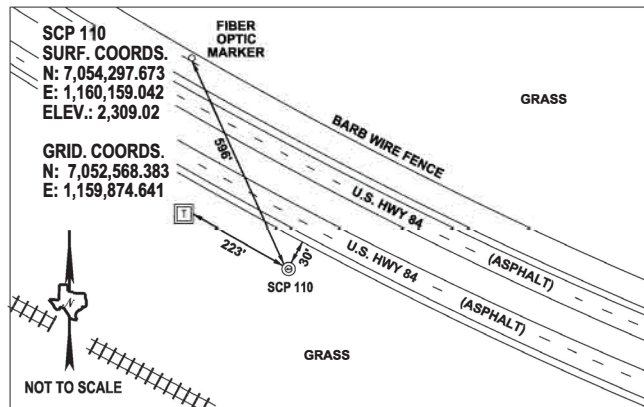 SCP 110
SURF. COORDS.
N: 7,054,297.673
E: 1,160,159.042
ELEV.: 2,309.02
GRID. COORDS.
N: 7,052,568.383
E: 1,159,874.641
FIBER
OPTIC
MARKER
GRASS
BARB WIRE FENCE
596'
U.S. HWY 84
(ASPHALT)
T
223'
30'
U.S. HWY 84
(ASPHALT)
SCP 110
N
GRASS
NOT TO SCALE